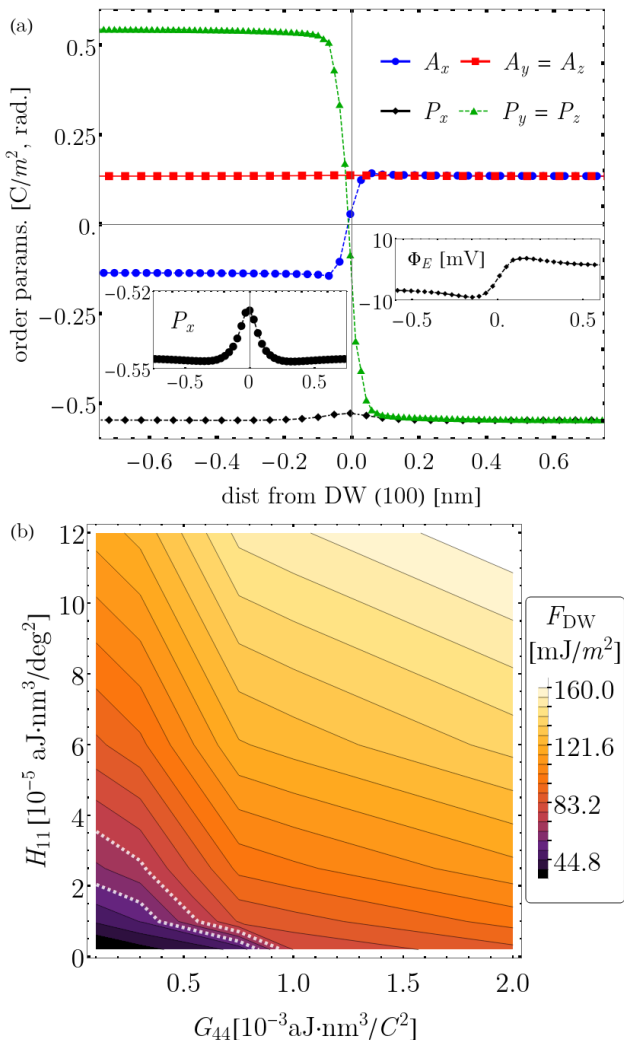 (a)
0.5
0.25
0.
−0.25
−0.5
order params. [C/m², rad.]
A_x
A_y = A_z
P_x
P_y = P_z
Φ_E [mV]
10
−10
−0.5
0.0
0.5
−0.52
−0.55
P_x
−0.5
0
0.5
−0.6 −0.4 −0.2 0.0 0.2 0.4 0.6
dist from DW (100) [nm]
(b)
12
10
8
6
4
2
0
H₁₁[10⁻⁵ aJ·nm³/deg²]
0.5 1.0 1.5 2.0
G₄₄[10⁻³aJ·nm³/C²]
F_DW
[mJ/m²]
160.0
121.6
83.2
44.8